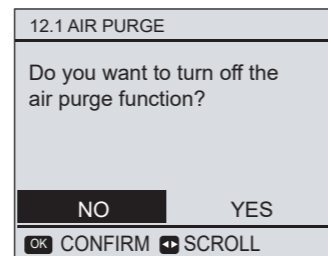 12.1 AIR PURGE
Do you want to turn off the
air purge function?
NO YES
OK CONFIRM SCROLL